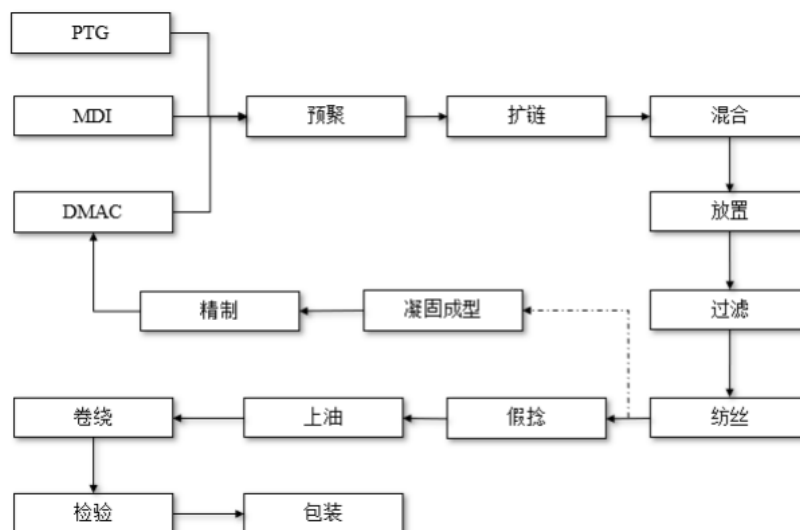 PTG
MDI
预聚
扩链
混合
DMAC
放置
精制
凝固成型
过滤
卷绕
上油
假捻
纺丝
检验
包装